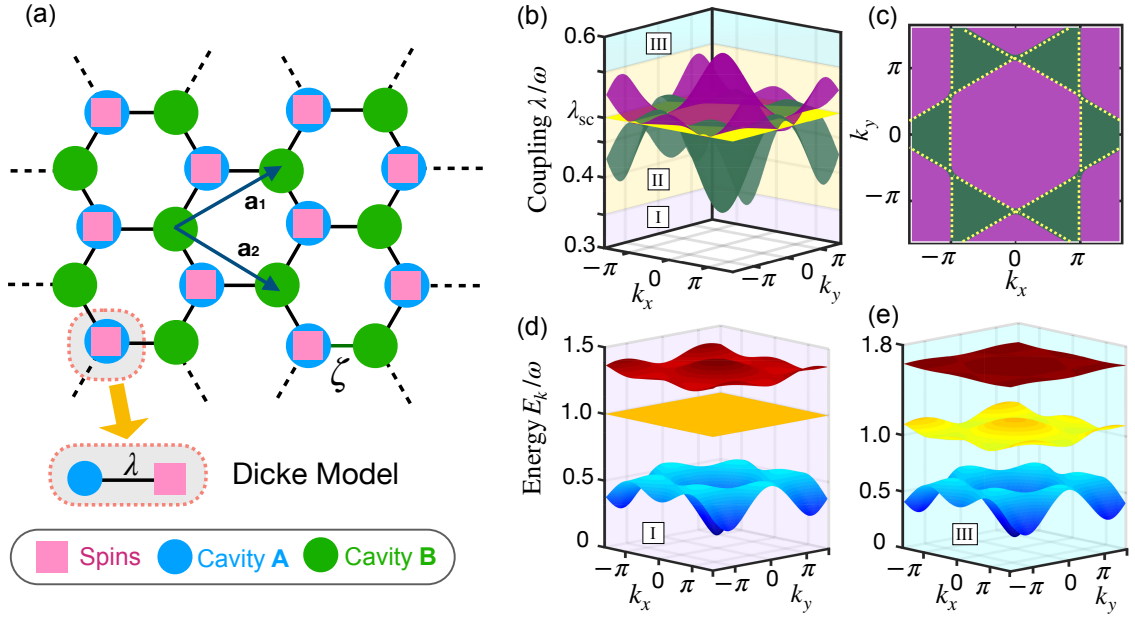 (a)
a₁
a₂
ζ
λ
Dicke Model
Spins
Cavity A
Cavity B
(b)
Coupling λ/ω
0.6
λsc
0.4
0.3
III
II
I
−π
0
π
kx
−π
0
π
ky
(c)
π
0
−π
ky
−π
0
π
kx
(d)
Energy Ek/ω
1.5
1.0
0.5
0
I
−π
0
π
kx
−π
0
π
ky
(e)
1.8
1.0
0.5
0
III
−π
0
π
kx
−π
0
π
ky